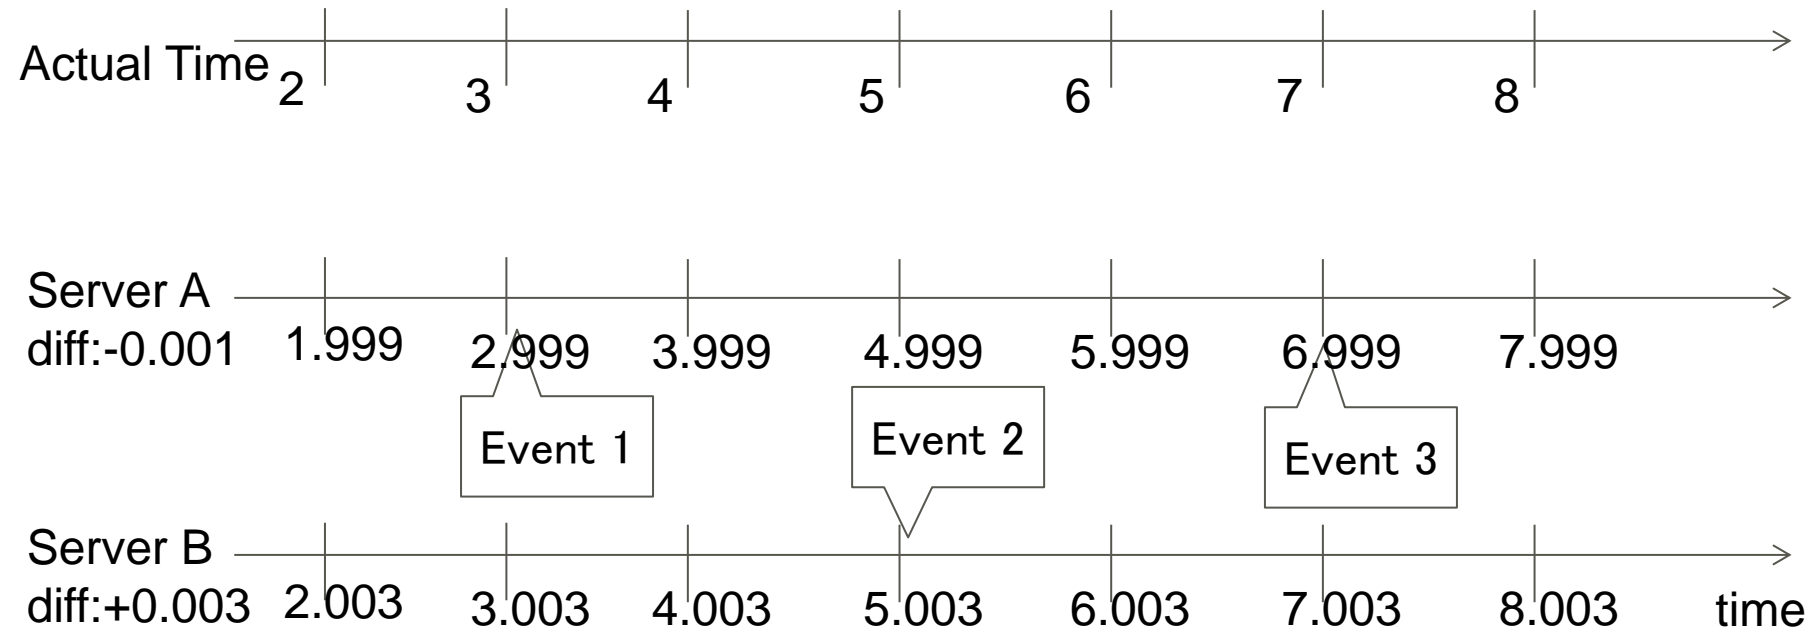 Actual Time
2 3 4 5 6 7 8
Server A
diff:-0.001 1.999 2.999 3.999 4.999 5.999 6.999 7.999
Event 1 Event 2 Event 3
Server B
diff:+0.003 2.003 3.003 4.003 5.003 6.003 7.003 8.003 time